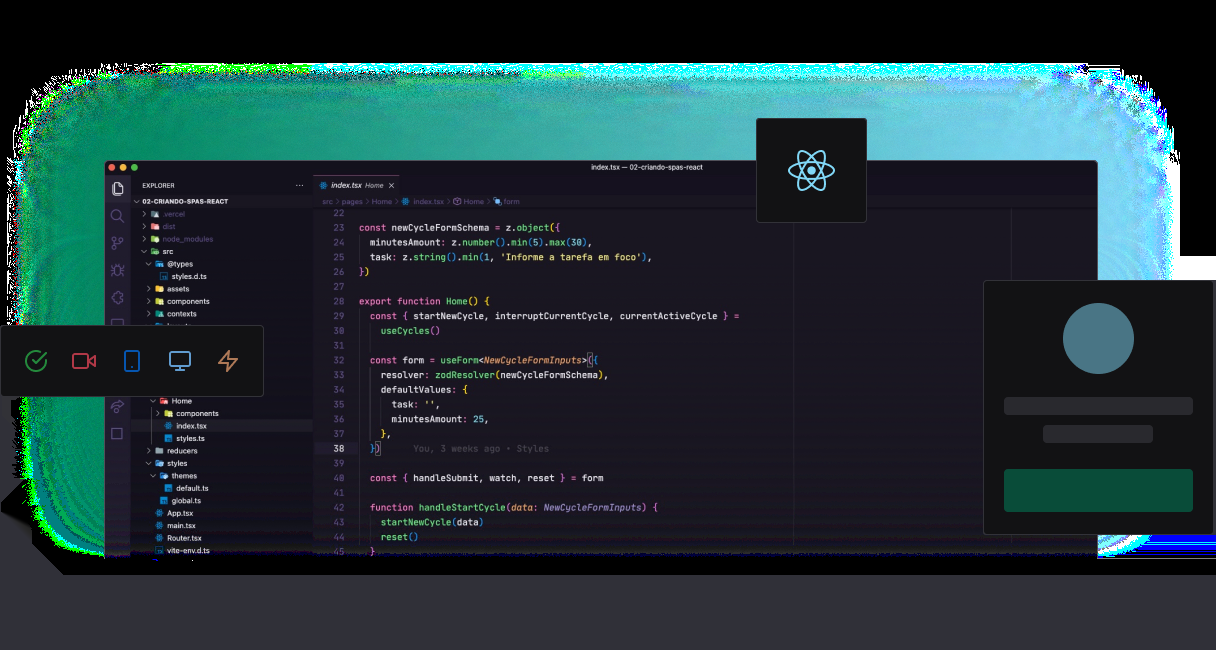 index.tsx — 02-criando-spas-react
EXPLORER ...
index.tsx Home
02-CRIANDO-SPAS-REACT
src > pages > Home > index.tsx > Home > form
.vercel
dist
node_modules
src
@types
styles.d.ts
assets
components
contexts
Home
components
index.tsx
styles.ts
reducers
styles
themes
default.ts
global.ts
App.tsx
main.tsx
Router.tsx
vite-env.d.ts
22
23 const newCycleFormSchema = z.object({
24 minutesAmount: z.number().min(5).max(30),
25 task: z.string().min(1, 'Informe a tarefa em foco'),
26 })
27
28 export function Home() {
29 const { startNewCycle, interruptCurrentCycle, currentActiveCycle } =
30 useCycles()
31
32 const form = useForm<NewCycleFormInputs>({
33 resolver: zodResolver(newCycleFormSchema),
34 defaultValues: {
35 task: '',
36 minutesAmount: 25,
37 },
38 }) You, 3 weeks ago • Styles
39
40 const { handleSubmit, watch, reset } = form
41
42 function handleStartCycle(data: NewCycleFormInputs) {
43 startNewCycle(data)
44 reset()
45 }